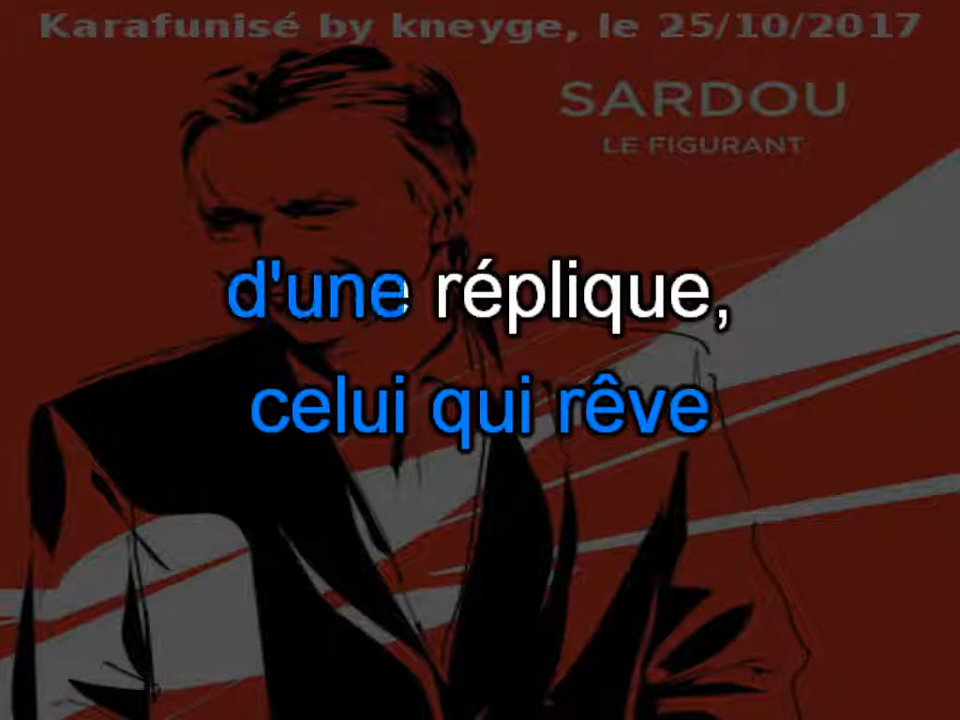 Karafunisé by kneyge, le 25/10/2017
SARDOU
LE FIGURANT
d'une réplique,
celui qui rêve